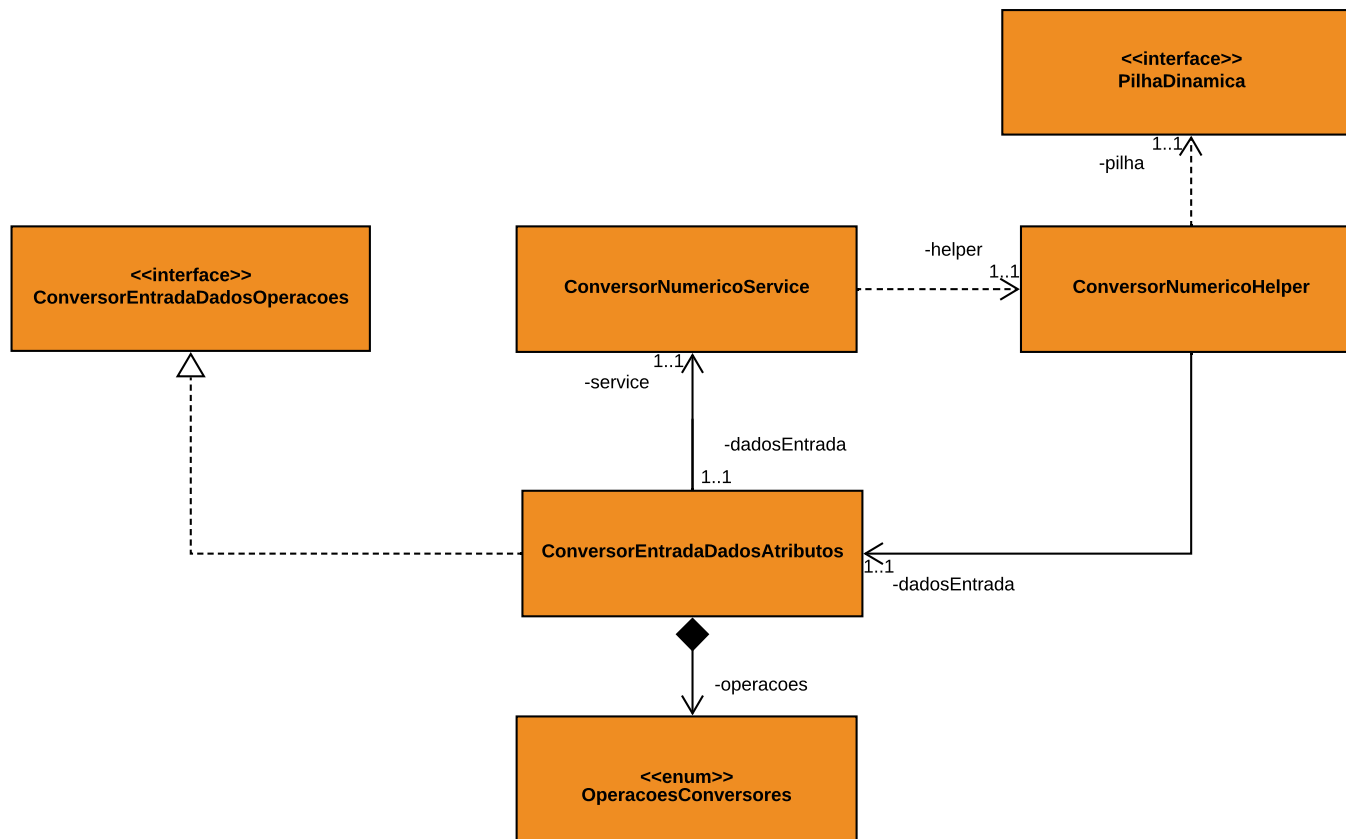 <<interface>>
PilhaDinamica
1..1
-pilha
<<interface>>
ConversorEntradaDadosOperacoes
ConversorNumericoService
-helper
1..1
ConversorNumericoHelper
1..1
-service
-dadosEntrada
1..1
ConversorEntradaDadosAtributos
1..1
-dadosEntrada
-operacoes
<<enum>>
OperacoesConversores